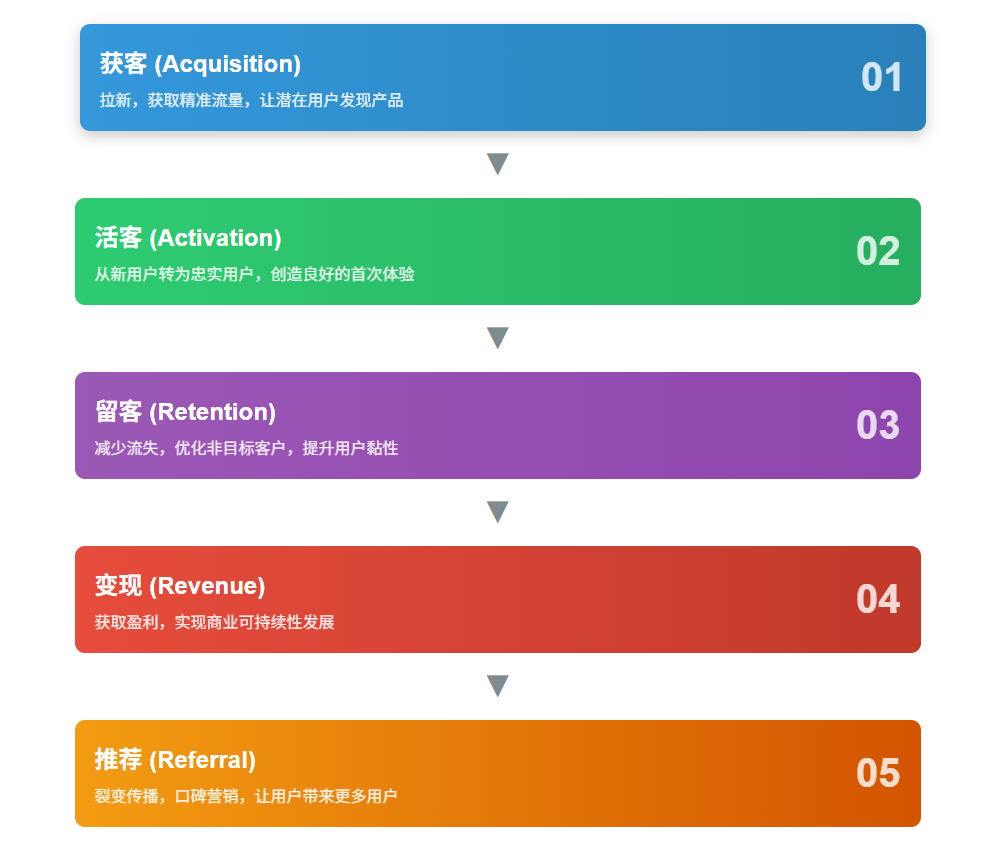 获客 (Acquisition)
拉新，获取精准流量，让潜在用户发现产品
01
活客 (Activation)
从新用户转为忠实用户，创造良好的首次体验
02
留客 (Retention)
减少流失，优化非目标客户，提升用户黏性
03
变现 (Revenue)
获取盈利，实现商业可持续性发展
04
推荐 (Referral)
裂变传播，口碑营销，让用户带来更多用户
05